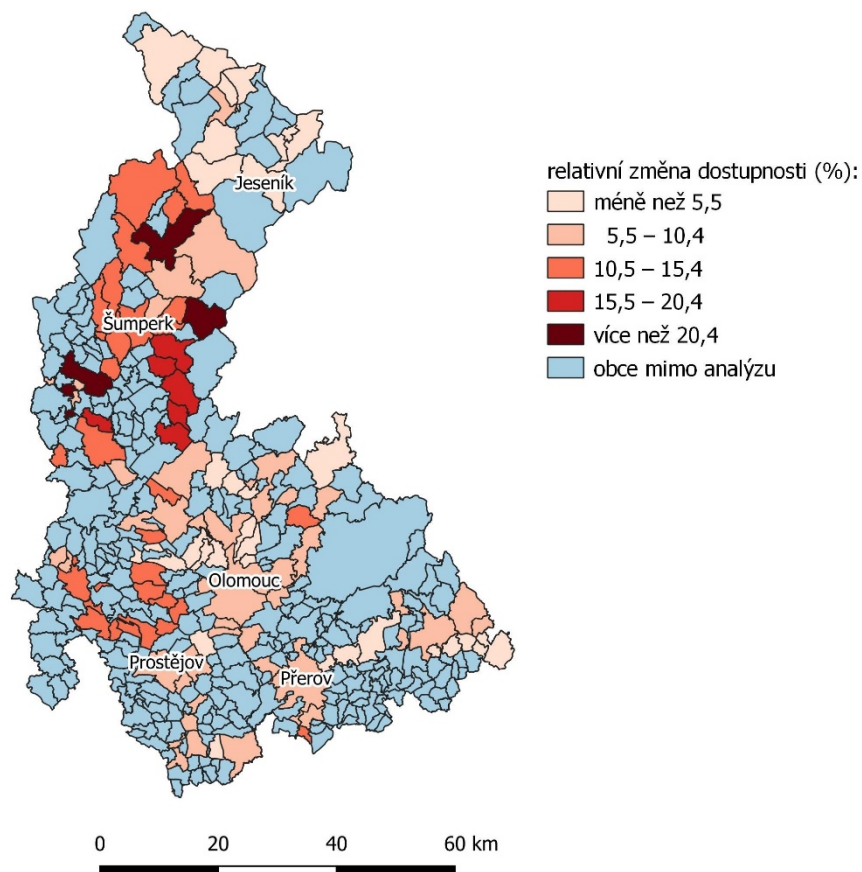 Jeseník
relativní změna dostupnosti (%):
méně než 5,5
5,5 – 10,4
10,5 – 15,4
15,5 – 20,4
více než 20,4
obce mimo analýzu
Šumperk
Olomouc
Prostějov
Přerov
0 20 40 60 km